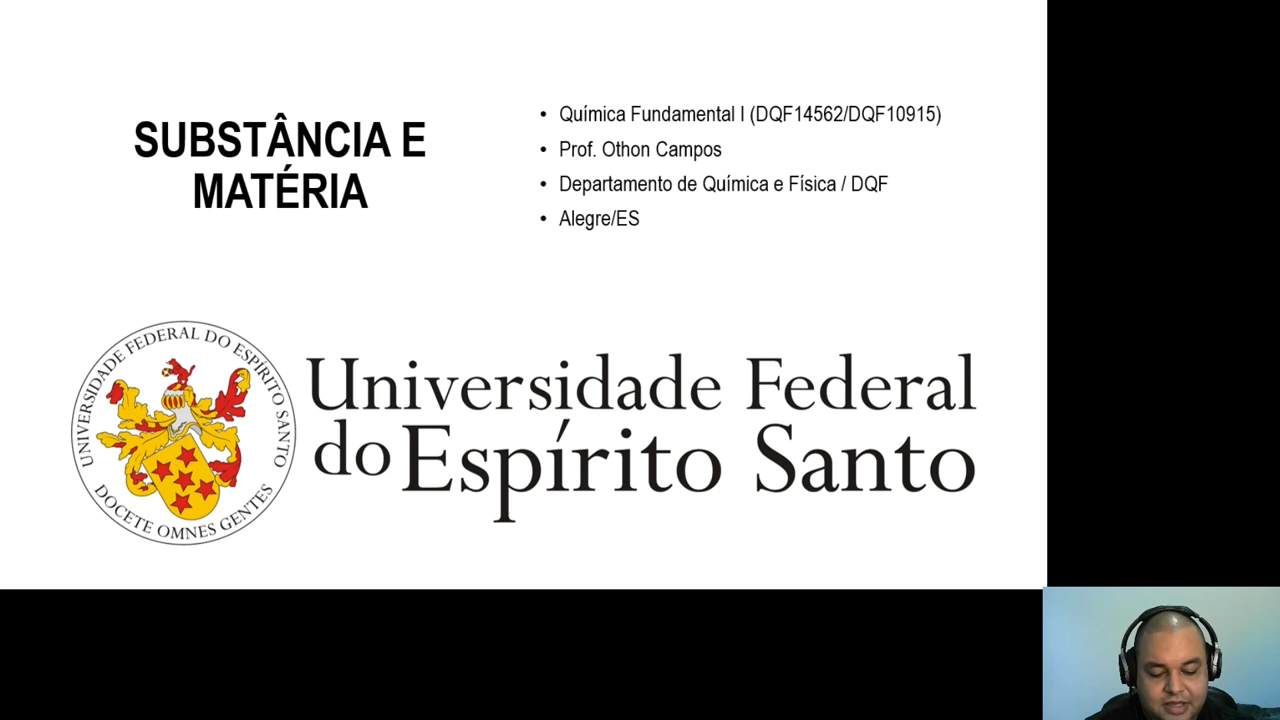 SUBSTÂNCIA E
MATÉRIA
• Química Fundamental I (DQF14562/DQF10915)
• Prof. Othon Campos
• Departamento de Química e Física / DQF
• Alegre/ES
UNIVERSIDADE FEDERAL DO ESPIRITO SANTO
DOCETE OMNES GENTES
Universidade Federal
do Espírito Santo